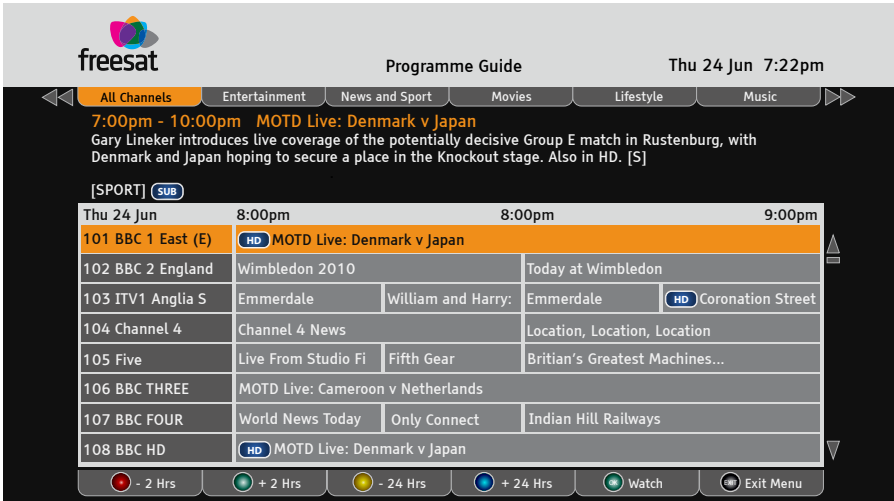 freesat
Programme Guide
Thu 24 Jun 7:22pm
All Channels Entertainment News and Sport Movies Lifestyle Music
7:00pm - 10:00pm MOTD Live: Denmark v Japan
Gary Lineker introduces live coverage of the potentially decisive Group E match in Rustenburg, with
Denmark and Japan hoping to secure a place in the Knockout stage. Also in HD. [S]
[SPORT] SUB
Thu 24 Jun 8:00pm 8:00pm 9:00pm
101 BBC 1 East (E) HD MOTD Live: Denmark v Japan
102 BBC 2 England Wimbledon 2010 Today at Wimbledon
103 ITV1 Anglia S Emmerdale William and Harry: Emmerdale HD Coronation Street
104 Channel 4 Channel 4 News Location, Location, Location
105 Five Live From Studio Fi Fifth Gear Britian's Greatest Machines...
106 BBC THREE MOTD Live: Cameroon v Netherlands
107 BBC FOUR World News Today Only Connect Indian Hill Railways
108 BBC HD HD MOTD Live: Denmark v Japan
- 2 Hrs + 2 Hrs - 24 Hrs + 24 Hrs OK Watch EXIT Exit Menu